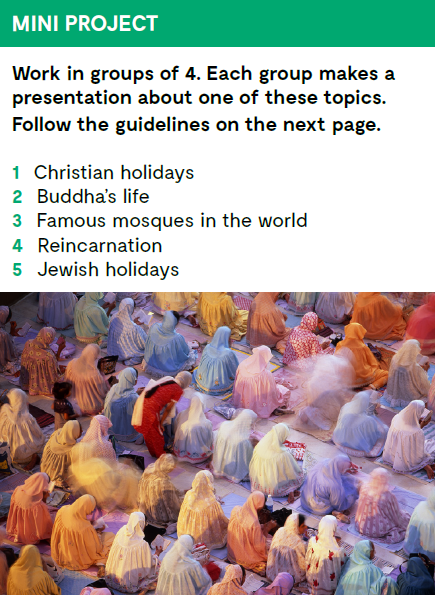 MINI PROJECT
Work in groups of 4. Each group makes a
presentation about one of these topics.
Follow the guidelines on the next page.
1 Christian holidays
2 Buddha's life
3 Famous mosques in the world
4 Reincarnation
5 Jewish holidays